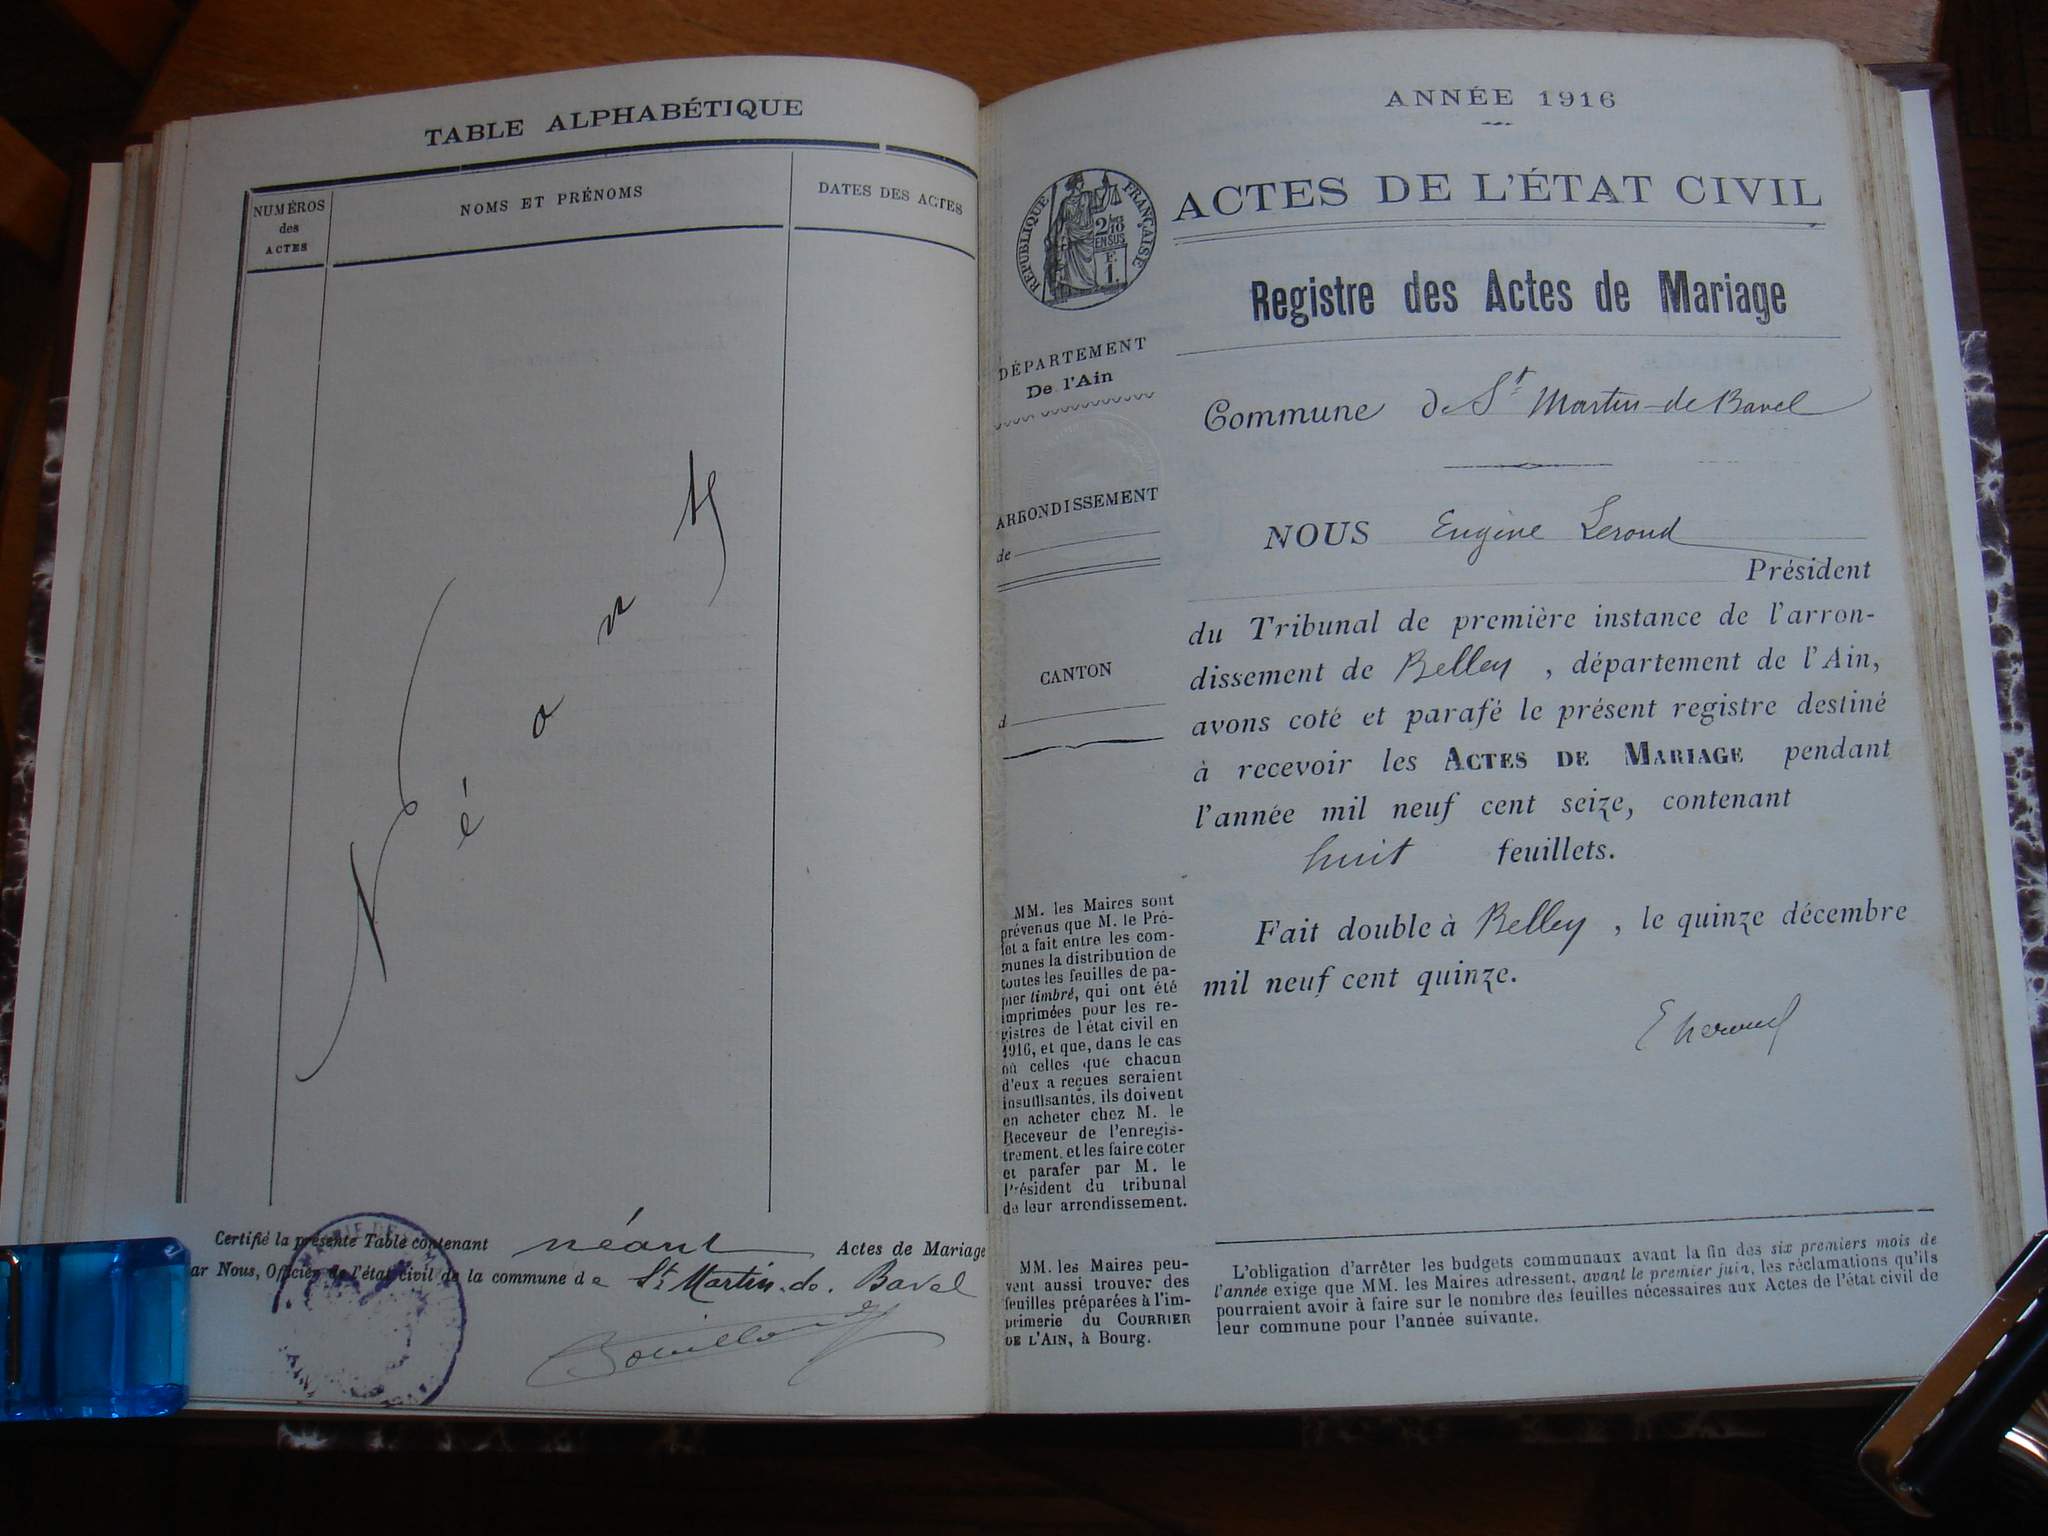 TABLE ALPHABÉTIQUE
NUMÉROS
des
ACTES
NOMS ET PRÉNOMS
DATES DES ACTES
Néant
Certifié la présente Table contenant néant Actes de Mariage
ar Nous, Officier de l'état civil de la commune de St Martin-de-Bavel
MAIRIE DE
ANNÉE 1916
RÉPUBLIQUE FRANÇAISE
2/10
EN SUS
F.
1.
ACTES DE L'ÉTAT CIVIL
Registre des Actes de Mariage
DÉPARTEMENT
De l'Ain
ARRONDISSEMENT
de
CANTON
d
MM. les Maires sont
prévenus que M. le Pré-
fet a fait entre les com-
munes la distribution de
toutes les feuilles de pa-
pier timbré, qui ont été
imprimées pour les re-
gistres de l'état civil en
1916, et que, dans le cas
où celles que chacun
d'eux a reçues seraient
insuffisantes, ils doivent
en acheter chez M. le
Receveur de l'enregis-
trement, et les faire coter
et parafer par M. le
Président du tribunal
de leur arrondissement.
MM. les Maires peu-
vent aussi trouver des
feuilles préparées à l'im-
primerie du COURRIER
DE L'AIN, à Bourg.
Commune de St Martin-de Bavel
NOUS Eugène Leroud
Président
du Tribunal de première instance de l'arron-
dissement de Belley, département de l'Ain,
avons coté et parafé le présent registre destiné
à recevoir les ACTES DE MARIAGE pendant
l'année mil neuf cent seize, contenant
huit feuillets.
Fait double à Belley, le quinze décembre
mil neuf cent quinze.
L'obligation d'arrêter les budgets communaux avant la fin des six premiers mois de
l'année exige que MM. les Maires adressent, avant le premier juin, les réclamations qu'ils
pourraient avoir à faire sur le nombre des feuilles nécessaires aux Actes de l'état civil de
leur commune pour l'année suivante.